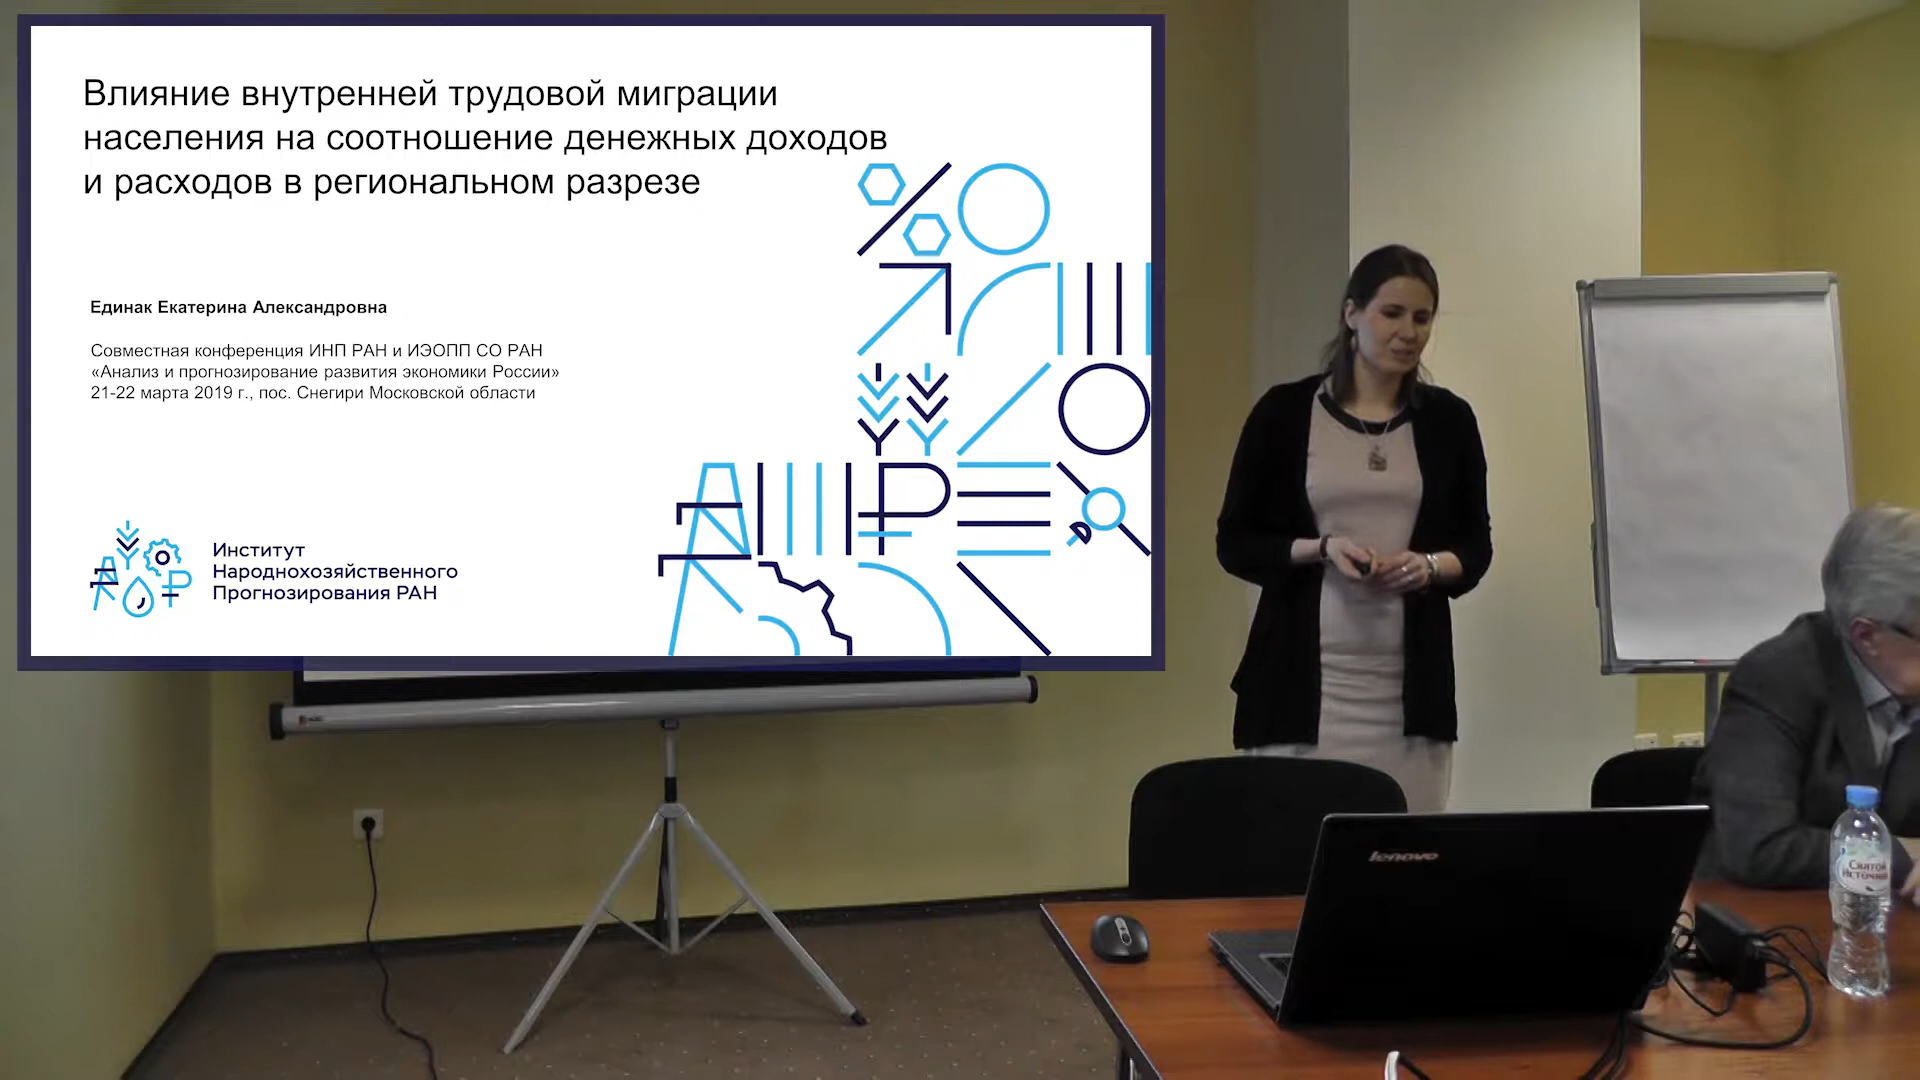 Влияние внутренней трудовой миграции
населения на соотношение денежных доходов
и расходов в региональном разрезе
Единак Екатерина Александровна
Совместная конференция ИНП РАН и ИЭОПП СО РАН
«Анализ и прогнозирование развития экономики России»
21-22 марта 2019 г., пос. Снегири Московской области
Институт
Народнохозяйственного
Прогнозирования РАН
lenovo
Святой
Источник